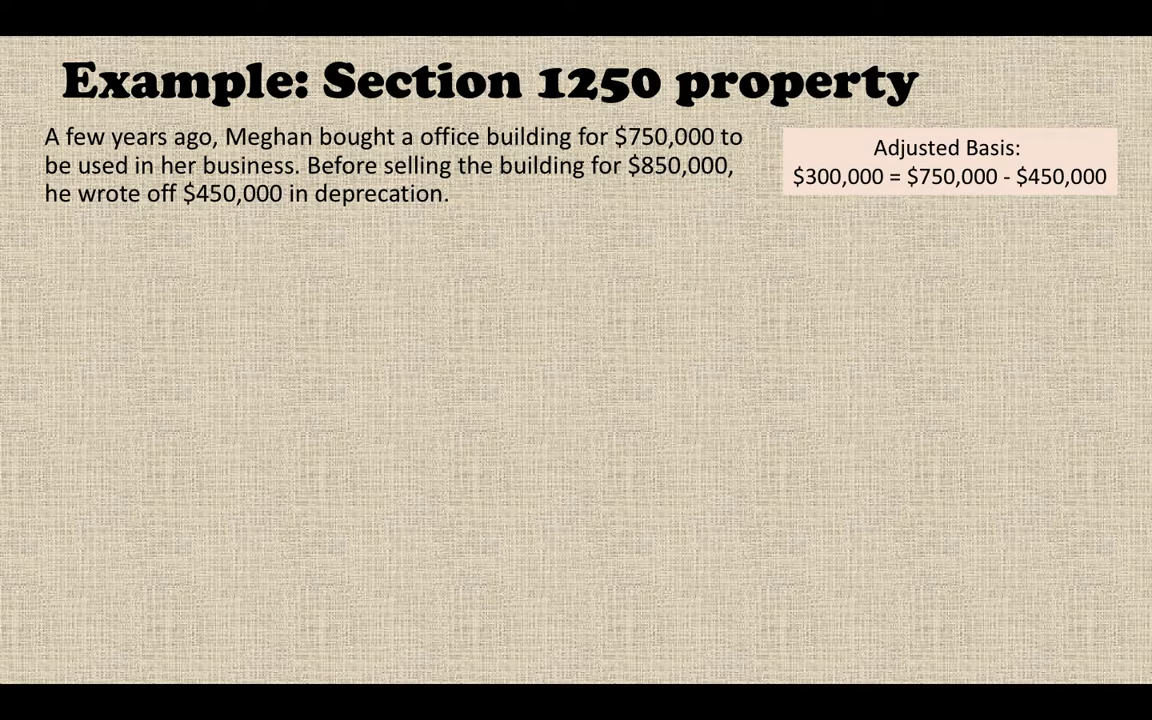 Example: Section 1250 property
A few years ago, Meghan bought a office building for $750,000 to
be used in her business. Before selling the building for $850,000,
he wrote off $450,000 in deprecation.
Adjusted Basis:
$300,000 = $750,000 - $450,000